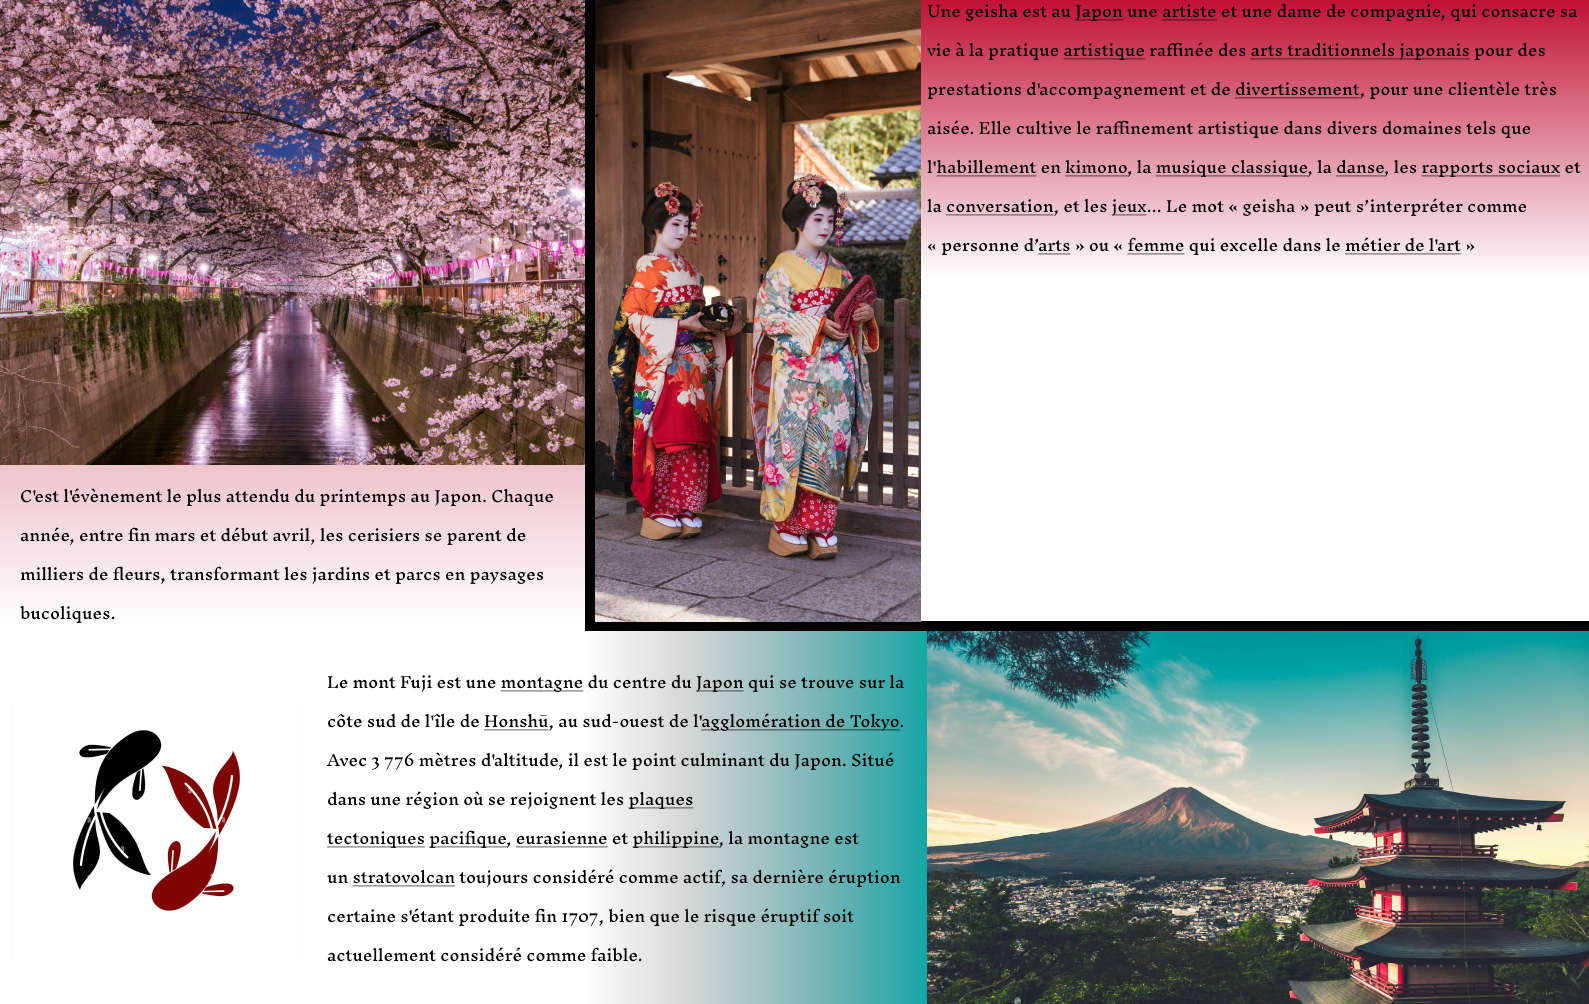 Une geisha est au Japon une artiste et une dame de compagnie, qui consacre sa
vie à la pratique artistique raffinée des arts traditionnels japonais pour des
prestations d'accompagnement et de divertissement, pour une clientèle très
aisée. Elle cultive le raffinement artistique dans divers domaines tels que
l'habillement en kimono, la musique classique, la danse, les rapports sociaux et
la conversation, et les jeux... Le mot « geisha » peut s’interpréter comme
« personne d’arts » ou « femme qui excelle dans le métier de l'art »
C'est l'évènement le plus attendu du printemps au Japon. Chaque
année, entre fin mars et début avril, les cerisiers se parent de
milliers de fleurs, transformant les jardins et parcs en paysages
bucoliques.
Le mont Fuji est une montagne du centre du Japon qui se trouve sur la
côte sud de l'île de Honshū, au sud-ouest de l'agglomération de Tokyo.
Avec 3 776 mètres d'altitude, il est le point culminant du Japon. Situé
dans une région où se rejoignent les plaques
tectoniques pacifique, eurasienne et philippine, la montagne est
un stratovolcan toujours considéré comme actif, sa dernière éruption
certaine s'étant produite fin 1707, bien que le risque éruptif soit
actuellement considéré comme faible.